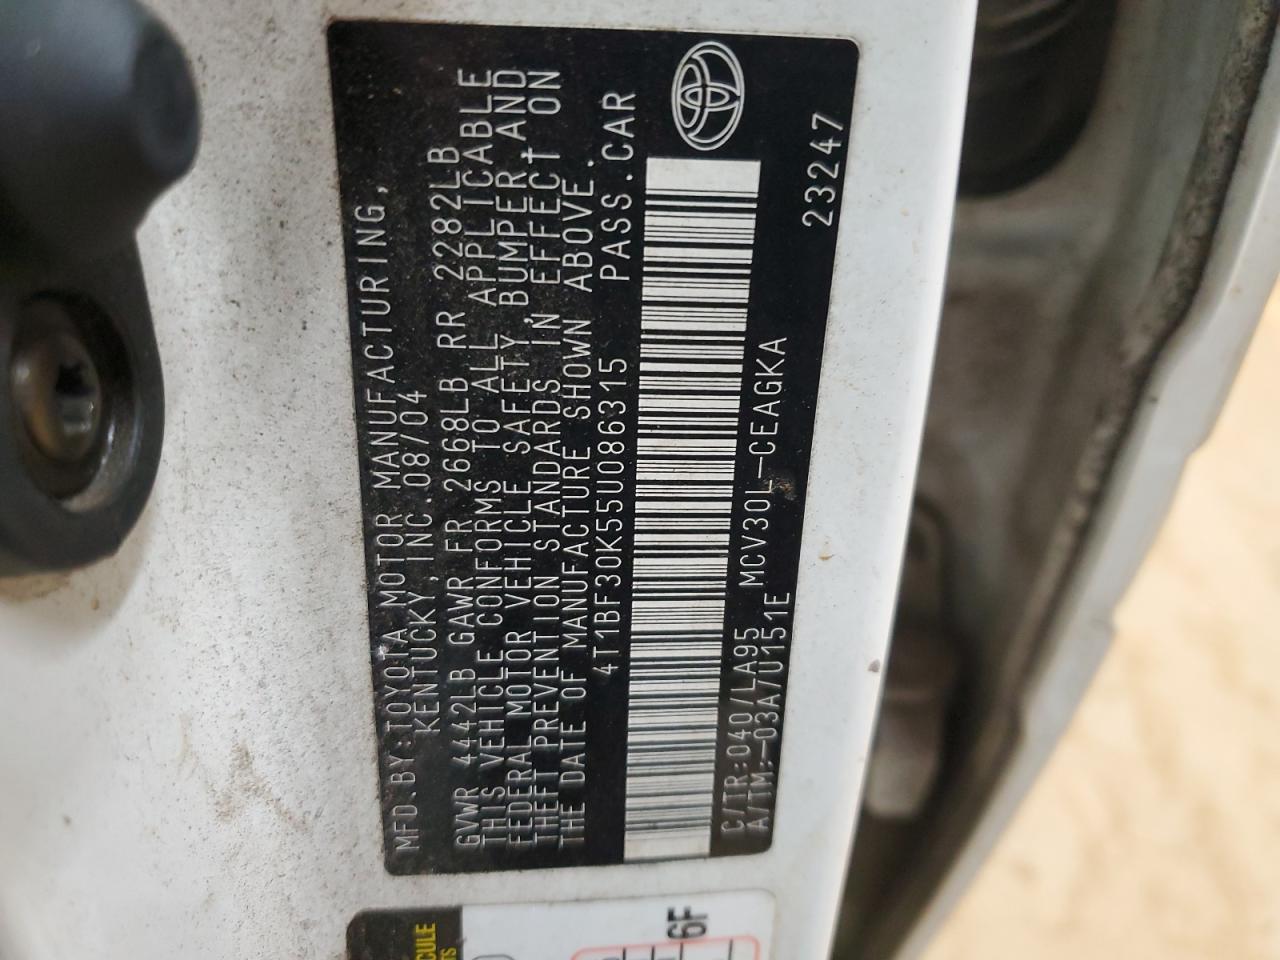 MFD.BY:TOYOTA MOTOR MANUFACTURING,
KENTUCKY, INC.08/04
GVWR 4442LB GAWR FR 2668LB RR 2282LB
THIS VEHICLE CONFORMS TO ALL APPLICABLE
FEDERAL MOTOR VEHICLE SAFETY,BUMPER,AND
THEFT PREVENTION STANDARDS IN EFFECT ON
THE DATE OF MANUFACTURE SHOWN ABOVE.
4T1BF30K55U086315 PASS.CAR
C/TR:040/LA95 MCV30L-CEAGKA
A/TM:-03A/U151E
23247
6F